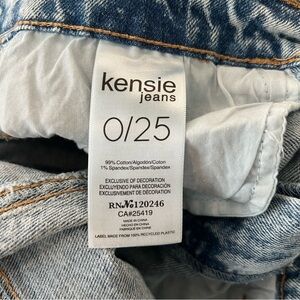 kensie
jeans
0/25
99% Cotton/Algodón/Coton
1% Spandex/Spandex/Spandex
EXCLUSIVE OF DECORATION
EXCLUYENDO PARA DECORACIÓN
EXCLUSIVEMENT DE DÉCORATION
RN№120246
CA#25419
MADE IN CHINA
HECHO EN CHINA
FABRIQUÉ EN CHINE
LABEL MADE FROM 100% RECYCLED PLASTIC